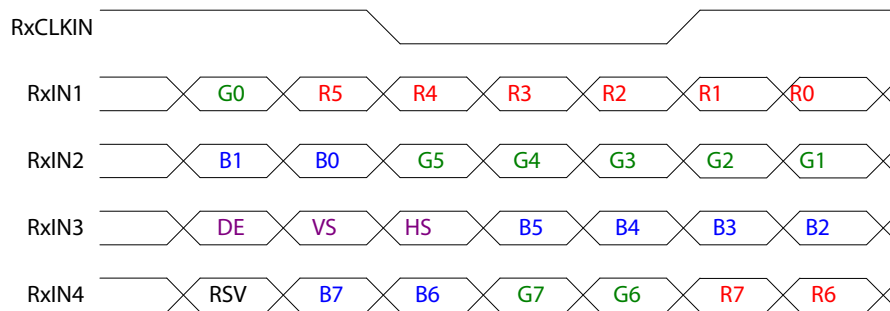 RxCLKIN
RxIN1 G0 R5 R4 R3 R2 R1 R0
RxIN2 B1 B0 G5 G4 G3 G2 G1
RxIN3 DE VS HS B5 B4 B3 B2
RxIN4 RSV B7 B6 G7 G6 R7 R6